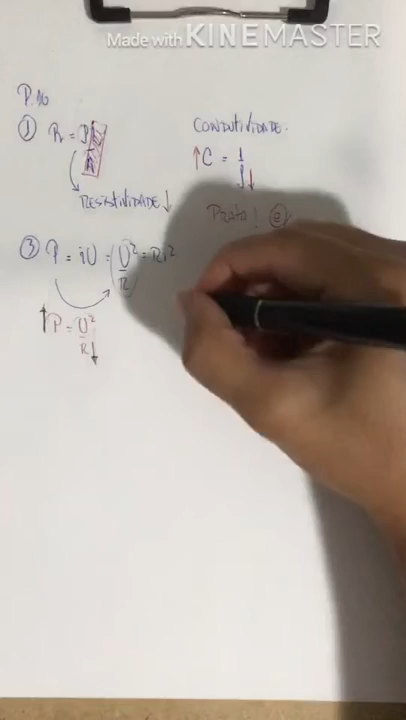 Made with KINEMASTER
P.16
① R = ρ L
A
RESISTIVIDADE ↓
CONDUTIVIDADE.
↑C = 1
ρ↓
Prata! ⓔ
③ P = iU = U² = Ri²
R
↑P = U²
R↓